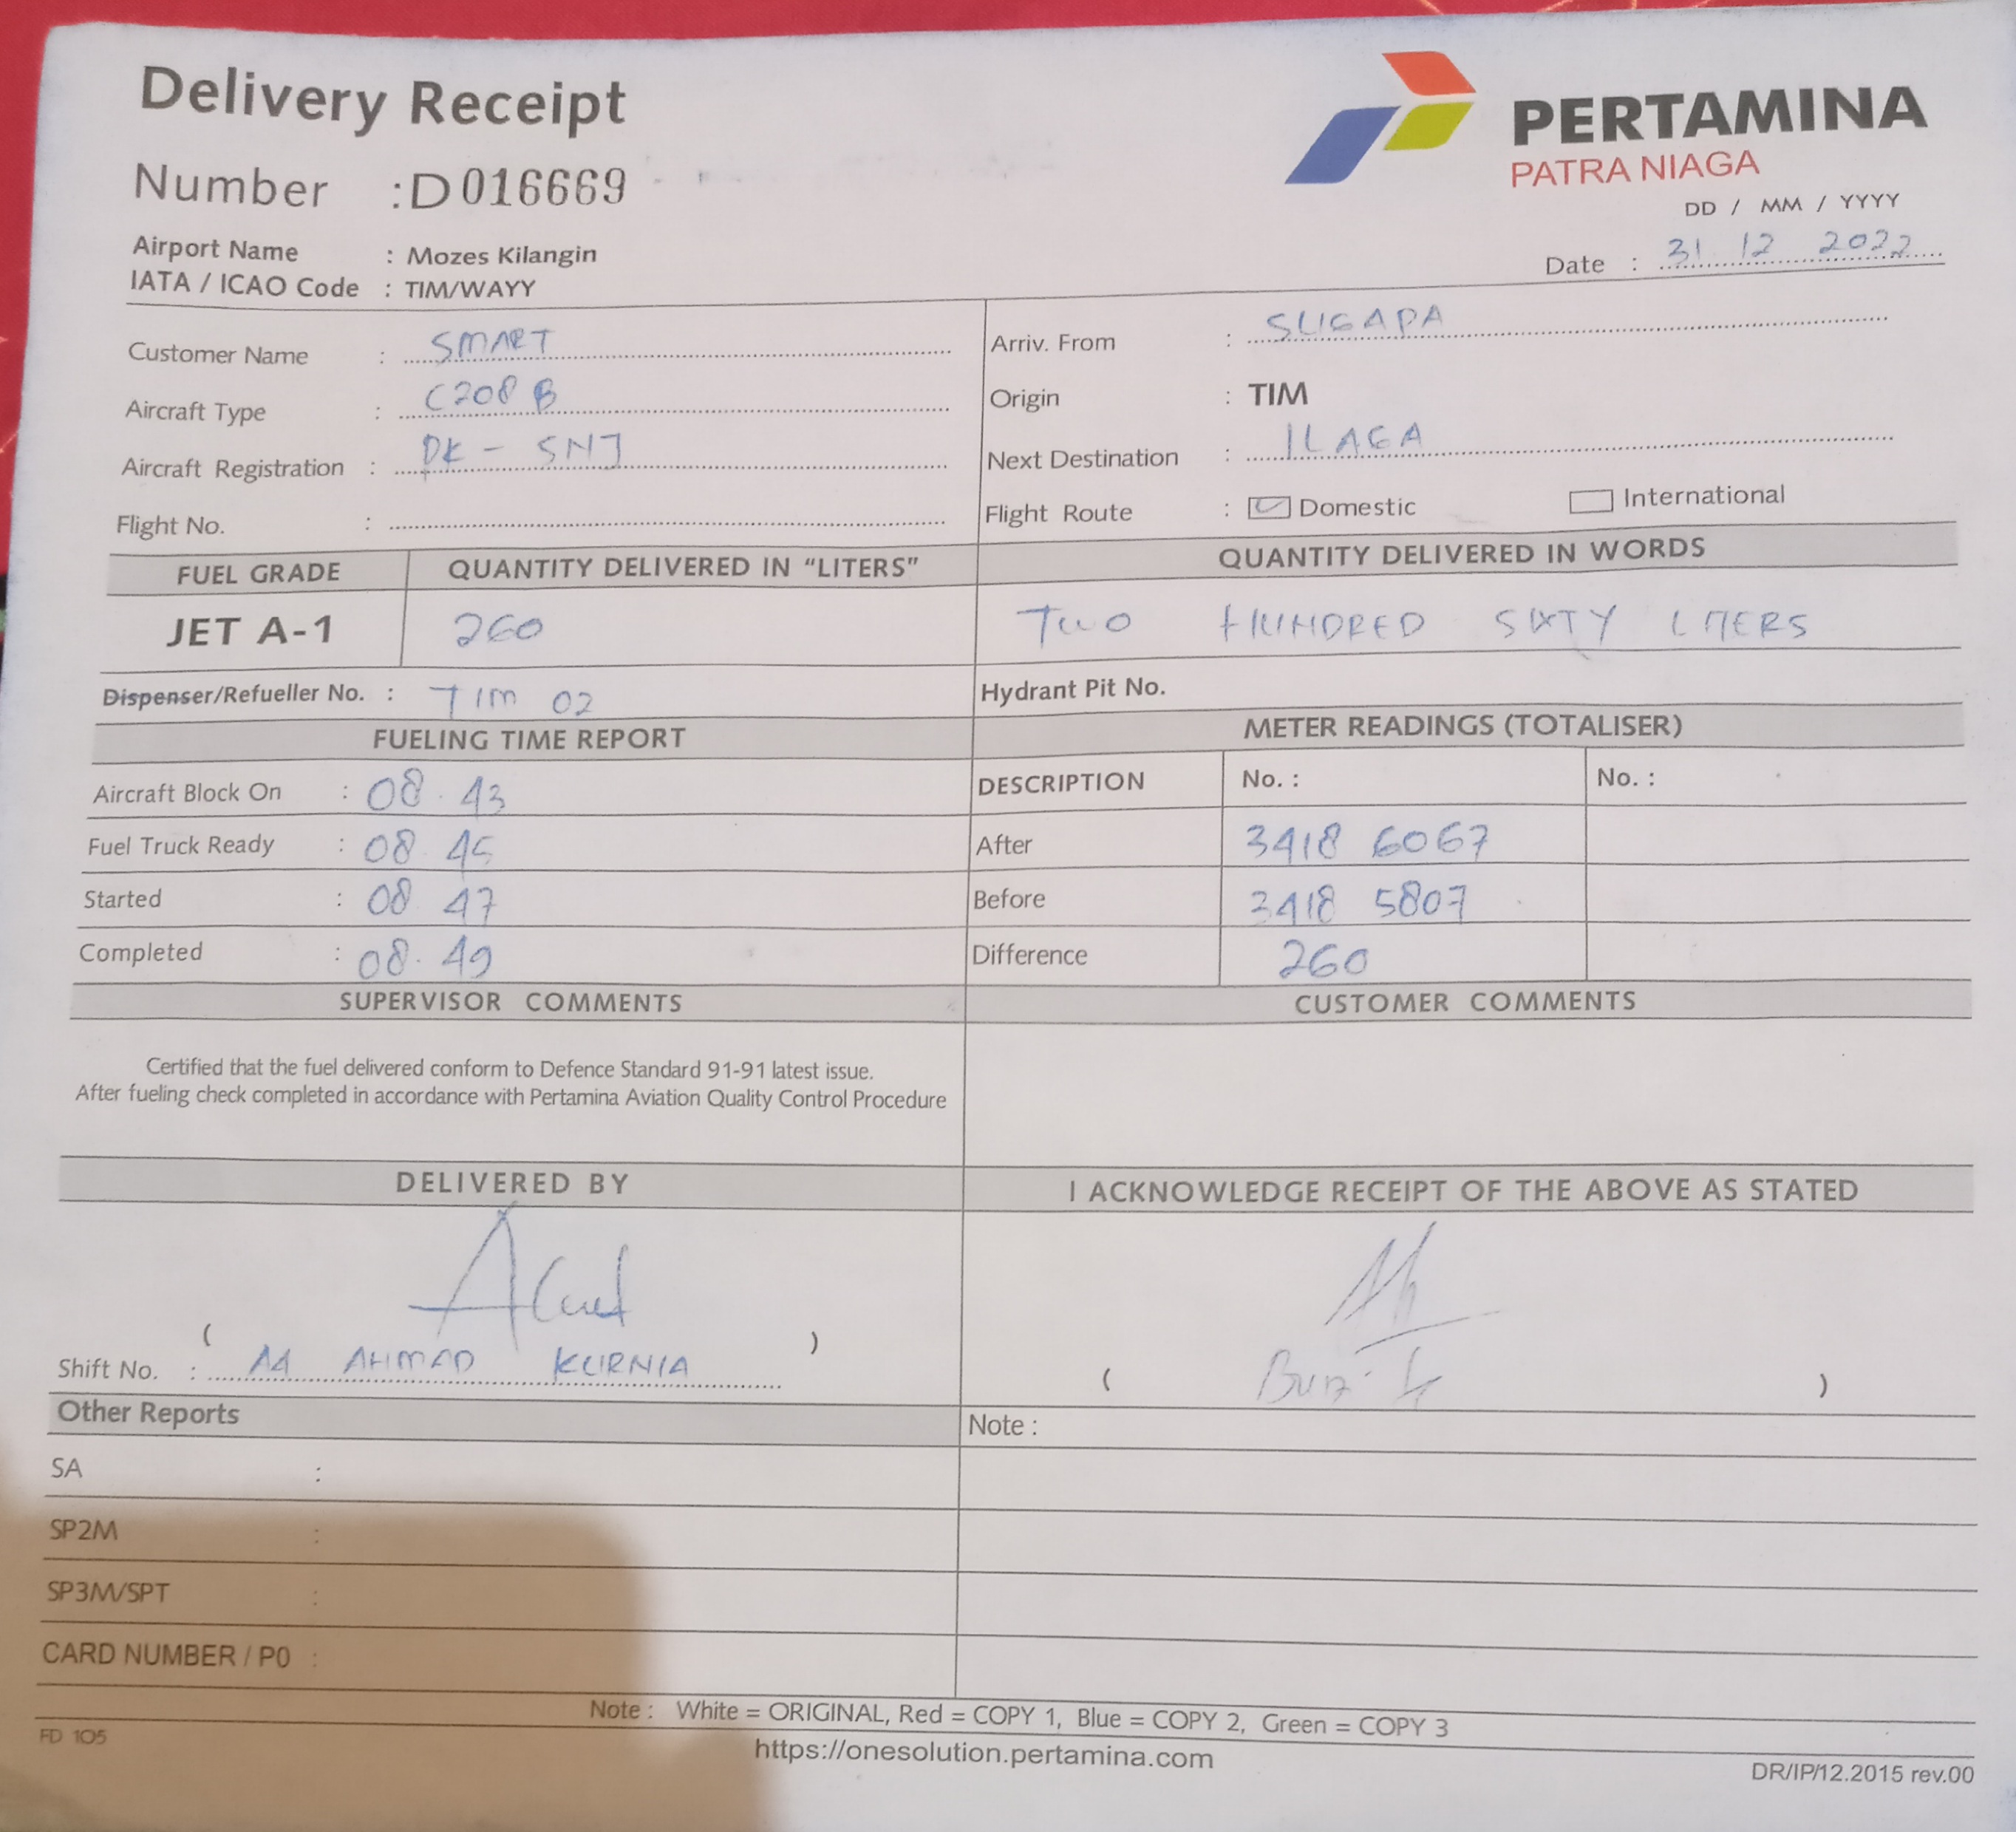 Delivery Receipt
PERTAMINA
PATRA NIAGA
Number : D 016669
DD / MM / YYYY
Date : 31 12 2022
Airport Name : Mozes Kilangin
IATA / ICAO Code : TIM/WAYY
Customer Name : SMART
Arriv. From : SUGAPA
Aircraft Type : C208 B
Origin : TIM
Aircraft Registration : PK - SNJ
Next Destination : ILAGA
Flight No. :
Flight Route : Domestic International
FUEL GRADE QUANTITY DELIVERED IN "LITERS" QUANTITY DELIVERED IN WORDS
JET A-1 260 TWO HUNDRED SIXTY LITERS
Dispenser/Refueller No. : TIM 02 Hydrant Pit No.
FUELING TIME REPORT METER READINGS (TOTALISER)
Aircraft Block On : 08.43 DESCRIPTION No. : No. :
Fuel Truck Ready : 08 45 After 3418 6067
Started : 08 47 Before 3418 5807
Completed : 08.49 Difference 260
SUPERVISOR COMMENTS CUSTOMER COMMENTS
Certified that the fuel delivered conform to Defence Standard 91-91 latest issue.
After fueling check completed in accordance with Pertamina Aviation Quality Control Procedure
DELIVERED BY I ACKNOWLEDGE RECEIPT OF THE ABOVE AS STATED
( )
Shift No. : AA AHMAD KURNIA ( )
Other Reports Note :
SA :
SP2M :
SP3M/SPT :
CARD NUMBER / P0 :
Note : White = ORIGINAL, Red = COPY 1, Blue = COPY 2, Green = COPY 3
FD 105
https://onesolution.pertamina.com
DR/IP/12.2015 rev.00